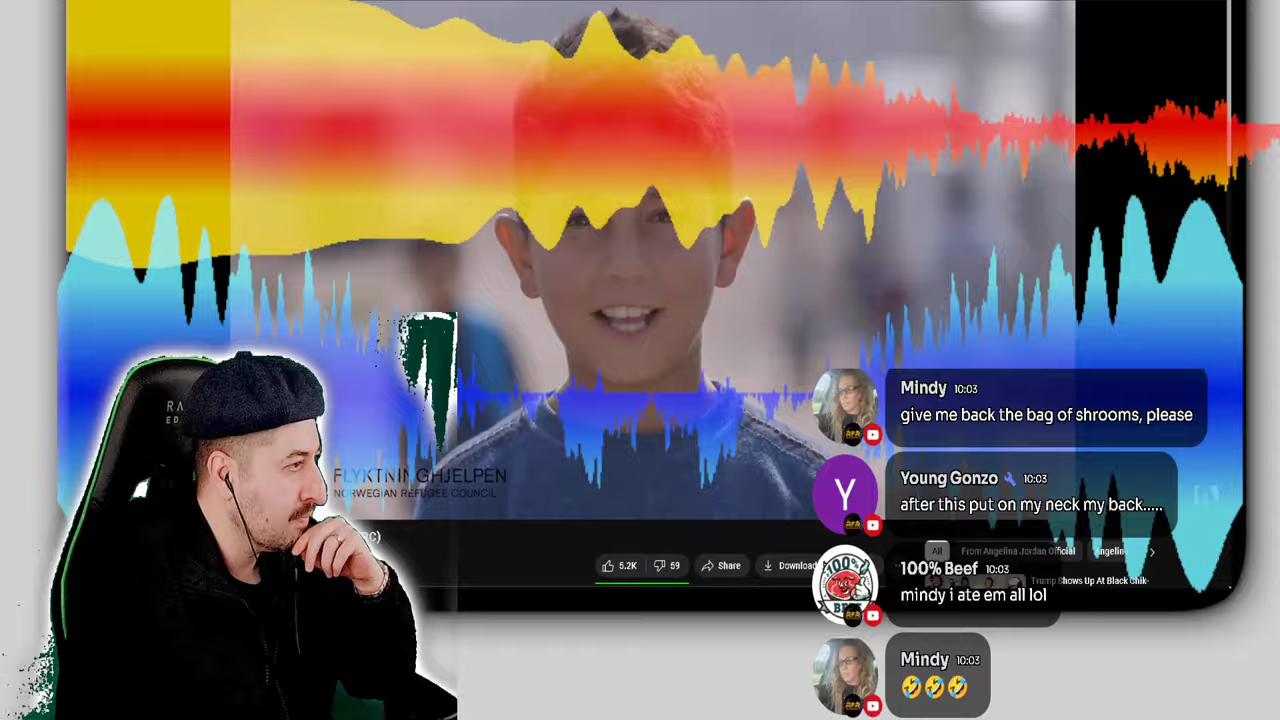 Mindy 10:03
give me back the bag of shrooms, please
Young Gonzo 10:03
after this put on my neck my back.....
100% Beef 10:03
mindy i ate em all lol
Mindy 10:03
🤣🤣🤣
FLYKTNINGHJELPEN
NORWEGIAN REFUGEE COUNCIL
5.2K 59 Share Download
All From Angelina Jordan Official Angelin
Trump Shows Up At Black Chik-
Y
100%